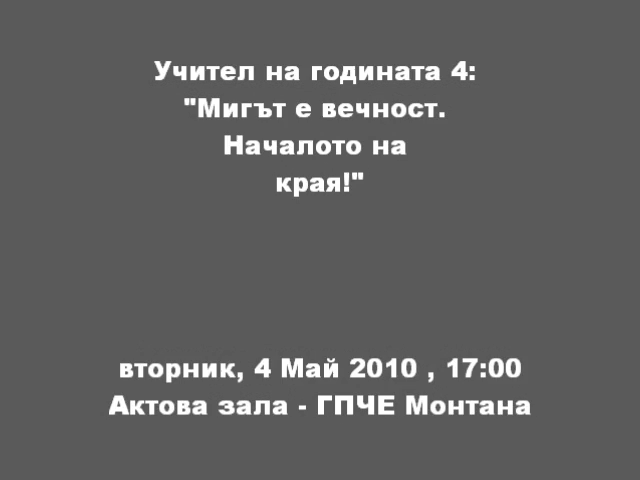 Учител на годината 4:
"Мигът е вечност.
Началото на
края!"
вторник, 4 Май 2010 , 17:00
Актова зала - ГПЧЕ Монтана